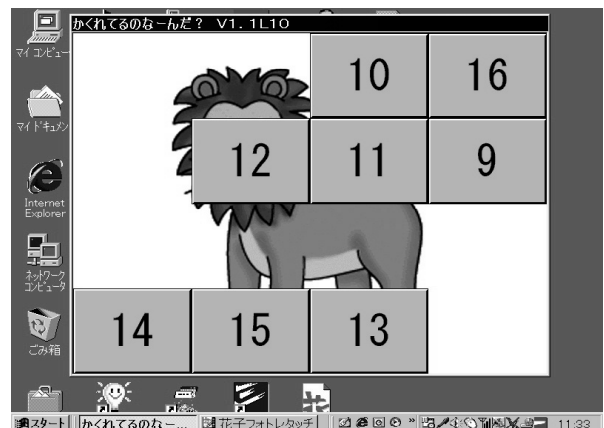 かくれてるのなーんだ? V1.1L10
マイ コンピュー
マイ ドキュメン
Internet
Explorer
ネットワーク
コンピュータ
ごみ箱
10
16
12
11
9
14
15
13
スタート
かくれてるのなー...
花子フォトレタッチ
11:33